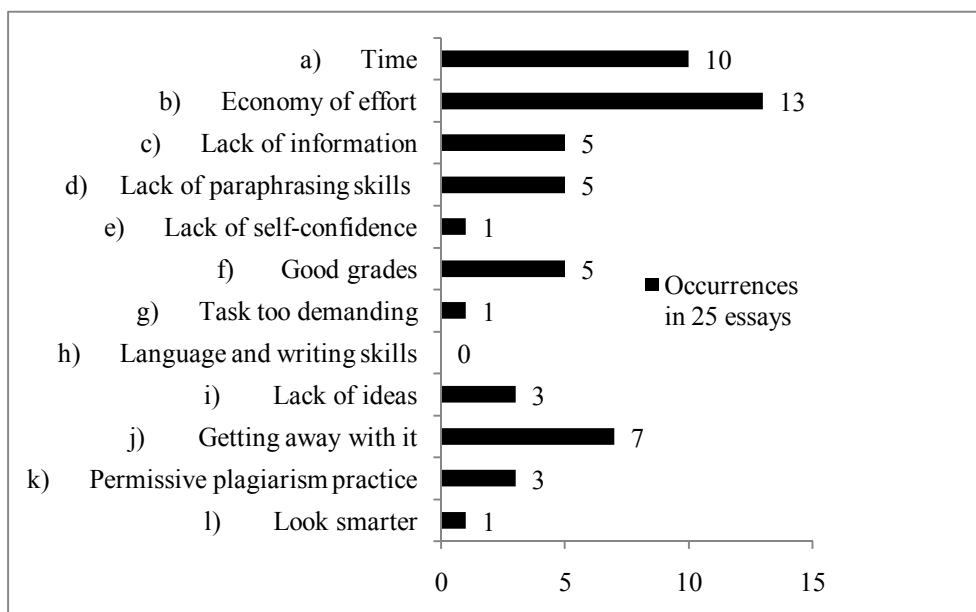 a) Time 10
b) Economy of effort 13
c) Lack of information 5
d) Lack of paraphrasing skills 5
e) Lack of self-confidence 1
f) Good grades 5
g) Task too demanding 1
h) Language and writing skills 0
i) Lack of ideas 3
j) Getting away with it 7
k) Permissive plagiarism practice 3
l) Look smarter 1
Occurrences
in 25 essays
0 5 10 15